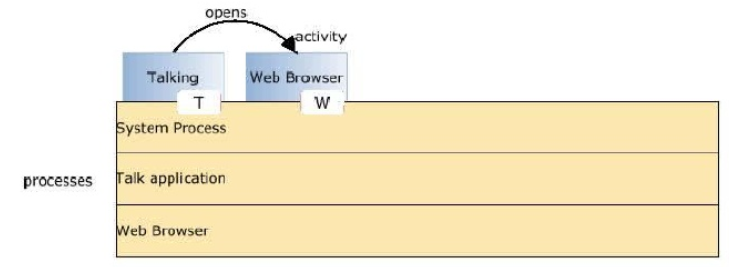 opens
activity
Talking
Web Browser
T
W
System Process
processes
Talk application
Web Browser